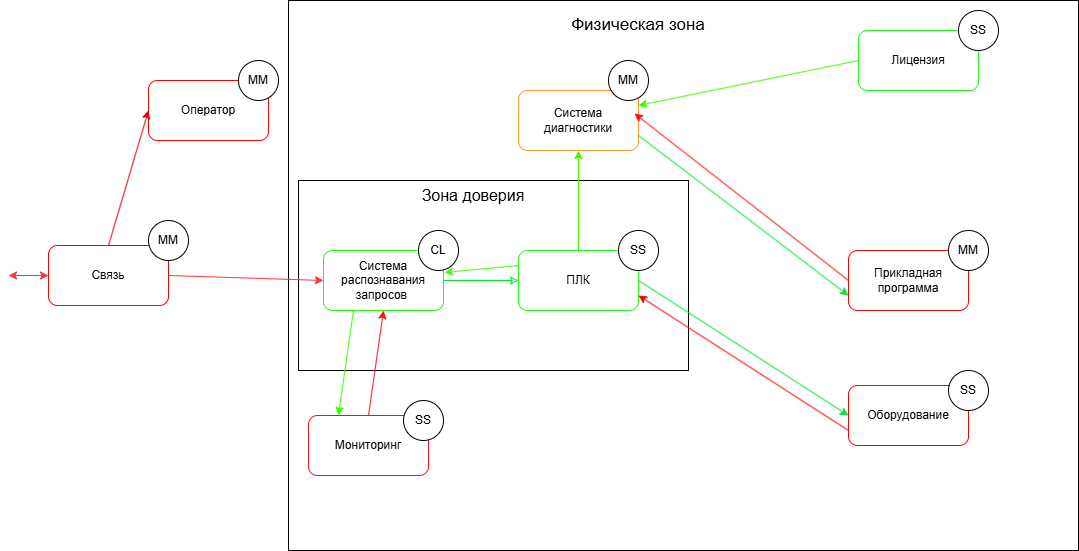 Физическая зона
SS
Лицензия
MM
Оператор
MM
Система
диагностики
Зона доверия
MM
Связь
CL
Система
распознавания
запросов
SS
ПЛК
MM
Прикладная
программа
SS
Мониторинг
SS
Оборудование